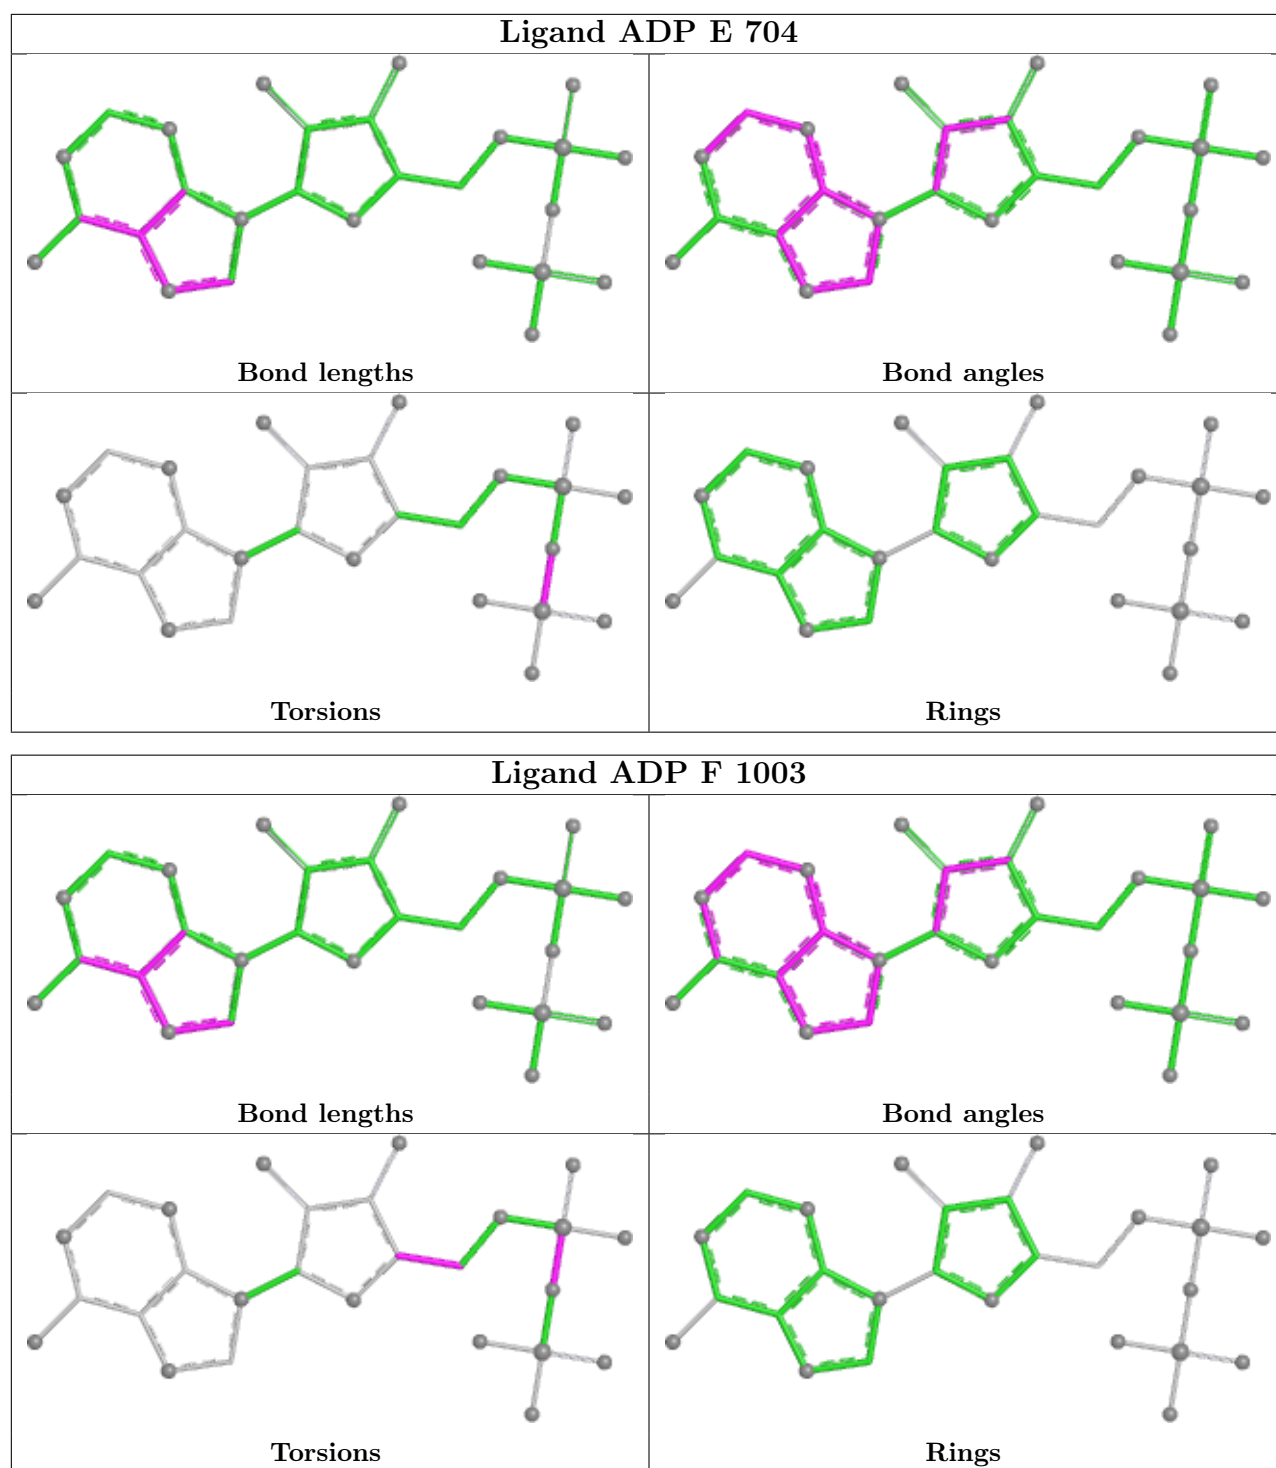 Ligand ADP E 704
Bond lengths
Bond angles
Torsions
Rings
Ligand ADP F 1003
Bond lengths
Bond angles
Torsions
Rings